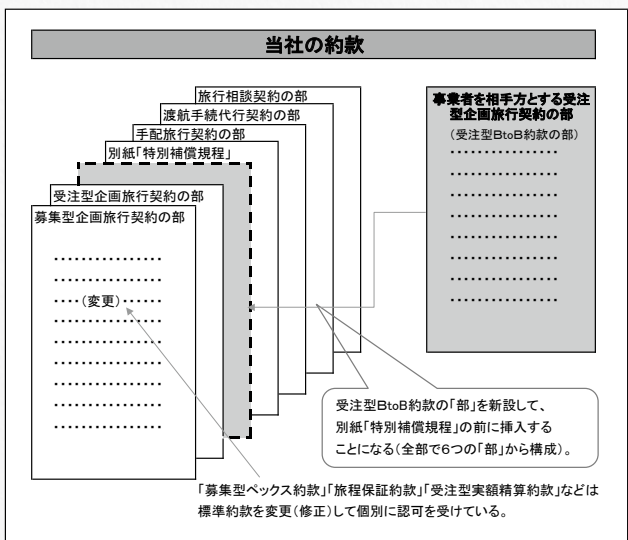 当社の約款
旅行相談契約の部
渡航手続代行契約の部
手配旅行契約の部
別紙「特別補償規程」
受注型企画旅行契約の部
募集型企画旅行契約の部
・・・・・・・・・・・・・・・・
・・・・・・・・・・・・・・・・
・・・・(変更)・・・・・・
・・・・・・・・・・・・・・・・
・・・・・・・・・・・・・・・・
・・・・・・・・・・・・・・・・
・・・・・・・・・・・・・・・・
・・・・・・・・・・・・・・・・
事業者を相手方とする受注
型企画旅行契約の部
(受注型BtoB約款の部)
・・・・・・・・・・・・・・・・
・・・・・・・・・・・・・・・・
・・・・・・・・・・・・・・・・
・・・・・・・・・・・・・・・・
・・・・・・・・・・・・・・・・
・・・・・・・・・・・・・・・・
・・・・・・・・・・・・・・・・
・・・・・・・・・・・・・・・・
受注型BtoB約款の「部」を新設して、
別紙「特別補償規程」の前に挿入する
ことになる(全部で6つの「部」から構成)。
「募集型ペックス約款」「旅程保証約款」「受注型実額精算約款」などは
標準約款を変更(修正)して個別に認可を受けている。